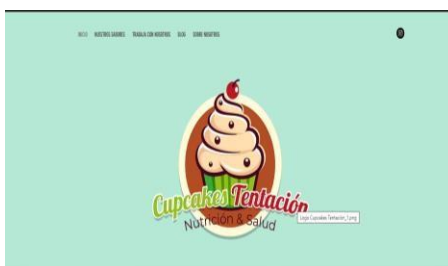 INICIO NUESTROS SABORES TRABAJA CON NOSOTROS BLOG SOBRE NOSOTROS
Cupcakes Tentación
Nutrición & Salud
Logo Cupcakes Tentación_1.png